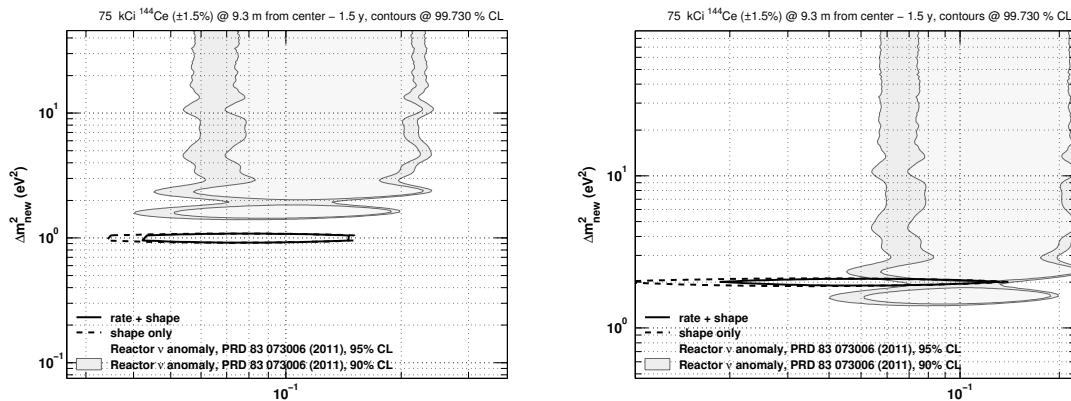 75 kCi ¹⁴⁴Ce (±1.5%) @ 9.3 m from center − 1.5 y, contours @ 99.730 % CL
Δm²new (eV²)
10¹
10⁰
10⁻¹
rate + shape
shape only
Reactor ν anomaly, PRD 83 073006 (2011), 95% CL
Reactor ν anomaly, PRD 83 073006 (2011), 90% CL
10⁻¹
75 kCi ¹⁴⁴Ce (±1.5%) @ 9.3 m from center − 1.5 y, contours @ 99.730 % CL
Δm²new (eV²)
10¹
10⁰
rate + shape
shape only
Reactor ν anomaly, PRD 83 073006 (2011), 95% CL
Reactor ν anomaly, PRD 83 073006 (2011), 90% CL
10⁻¹